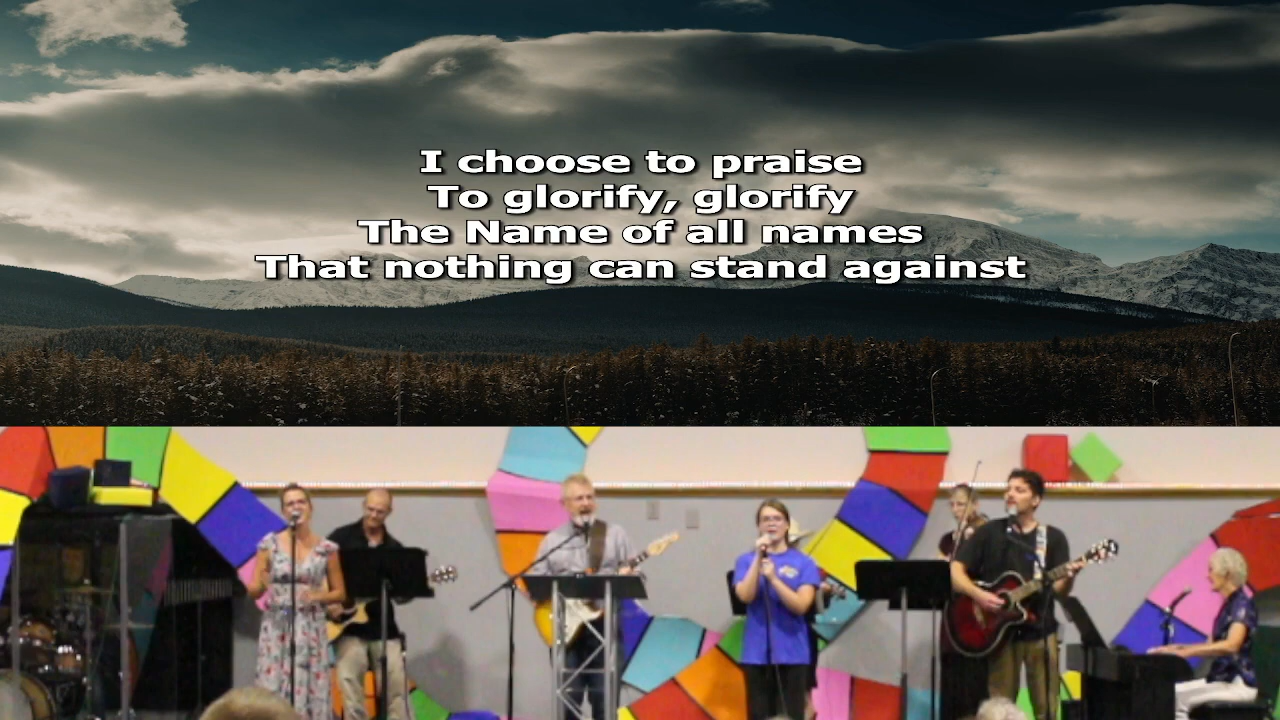 I choose to praise
To glorify, glorify
The Name of all names
That nothing can stand against